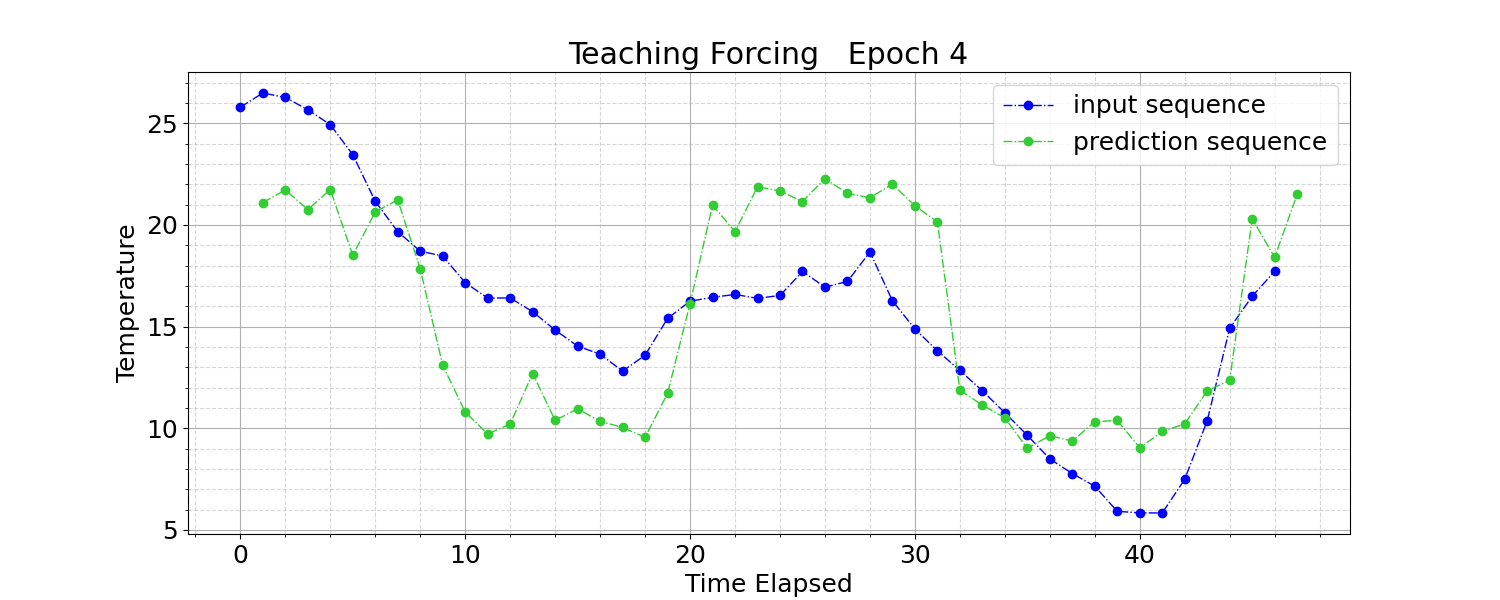 Teaching Forcing   Epoch 4
input sequence
prediction sequence
Temperature
25
20
15
10
5
0 10 20 30 40
Time Elapsed